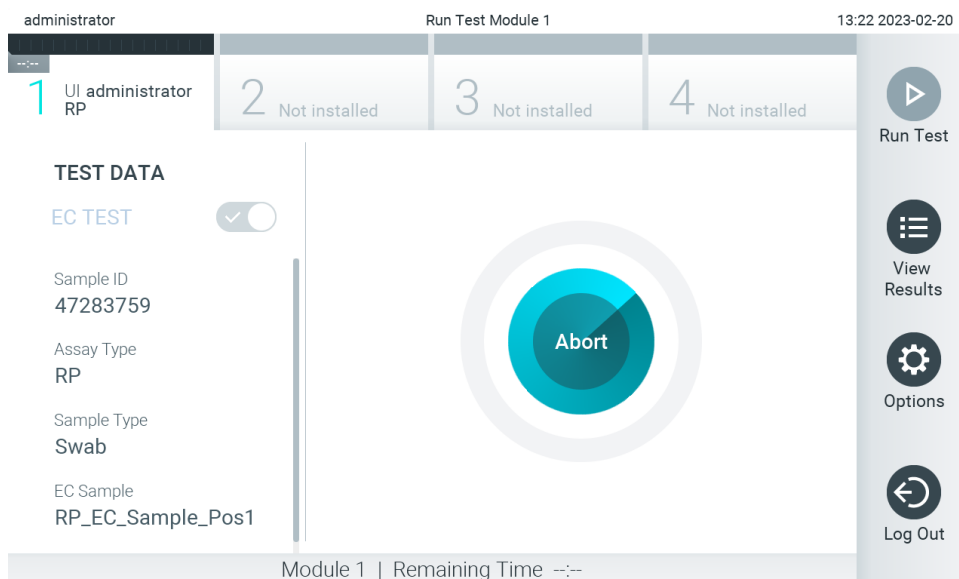 administrator
Run Test Module 1
13:22 2023-02-20
--:--
1 UI administrator
RP
2 Not installed
3 Not installed
4 Not installed
Run Test
TEST DATA
EC TEST
Sample ID
47283759
Assay Type
RP
Sample Type
Swab
EC Sample
RP_EC_Sample_Pos1
Abort
View
Results
Options
Log Out
Module 1 | Remaining Time --:--